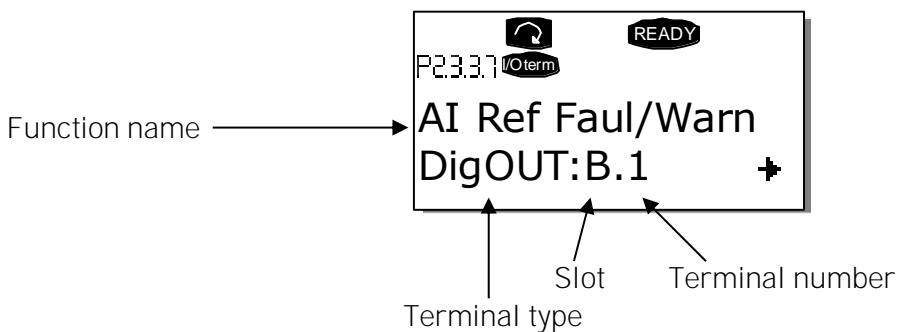 READY
P2.3.3.7 I/Oterm
Function name
AI Ref Faul/Warn
DigOUT:B.1
Slot
Terminal number
Terminal type